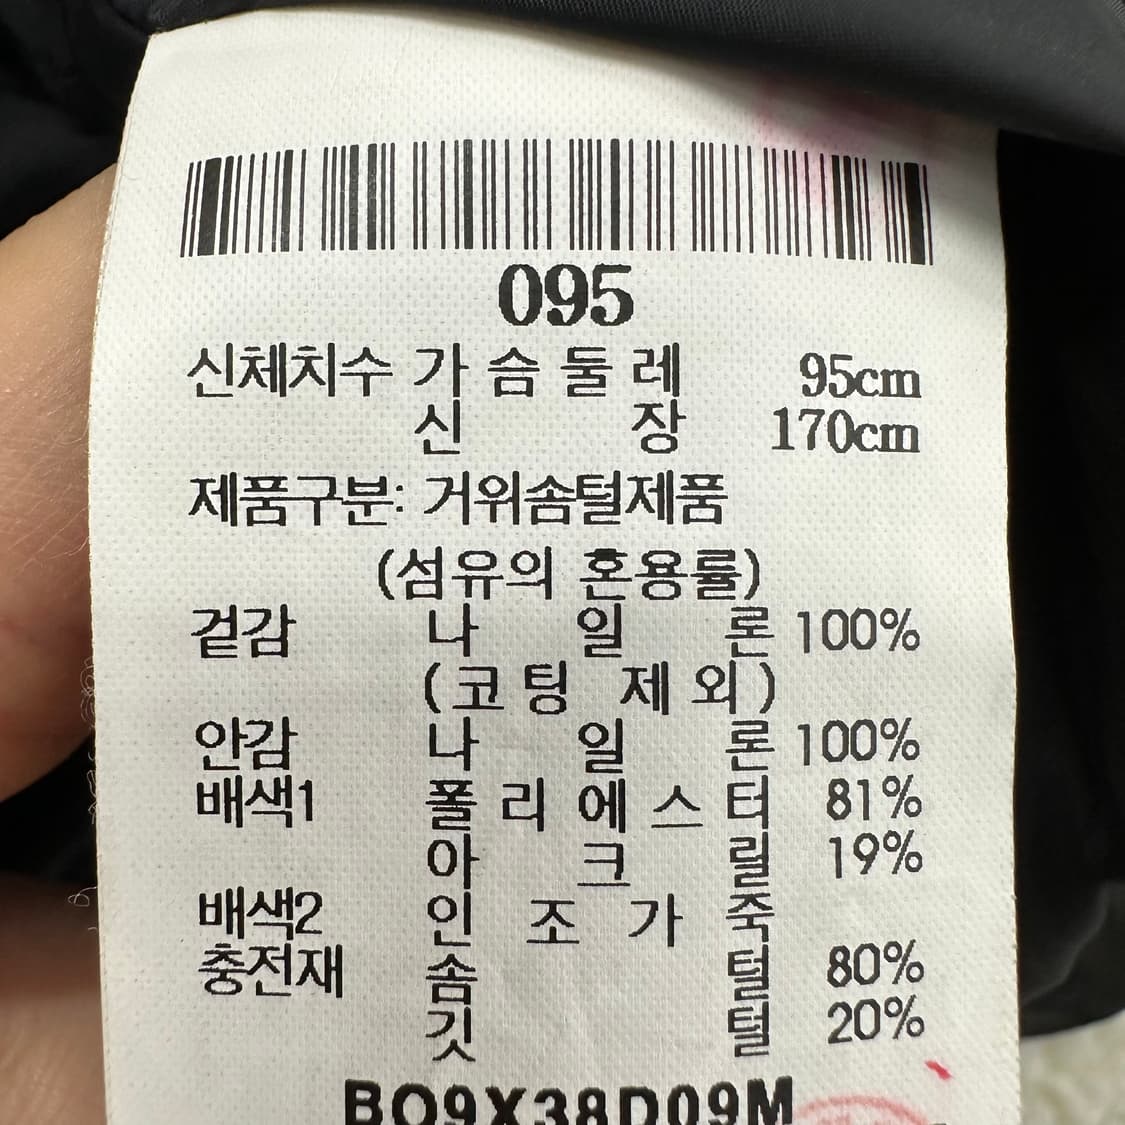 095
신체치수 가 슴 둘 레 95cm
신 장 170cm
제품구분: 거위솜털제품
(섬유의 혼용률)
겉감 나 일 론 100%
(코 팅 제 외)
안감 나 일 론 100%
배색1 폴 리 에 스 터 81%
아 크 릴 19%
배색2 인 조 가 죽
충전재 솜 털 80%
깃 털 20%
BO9X38D09M